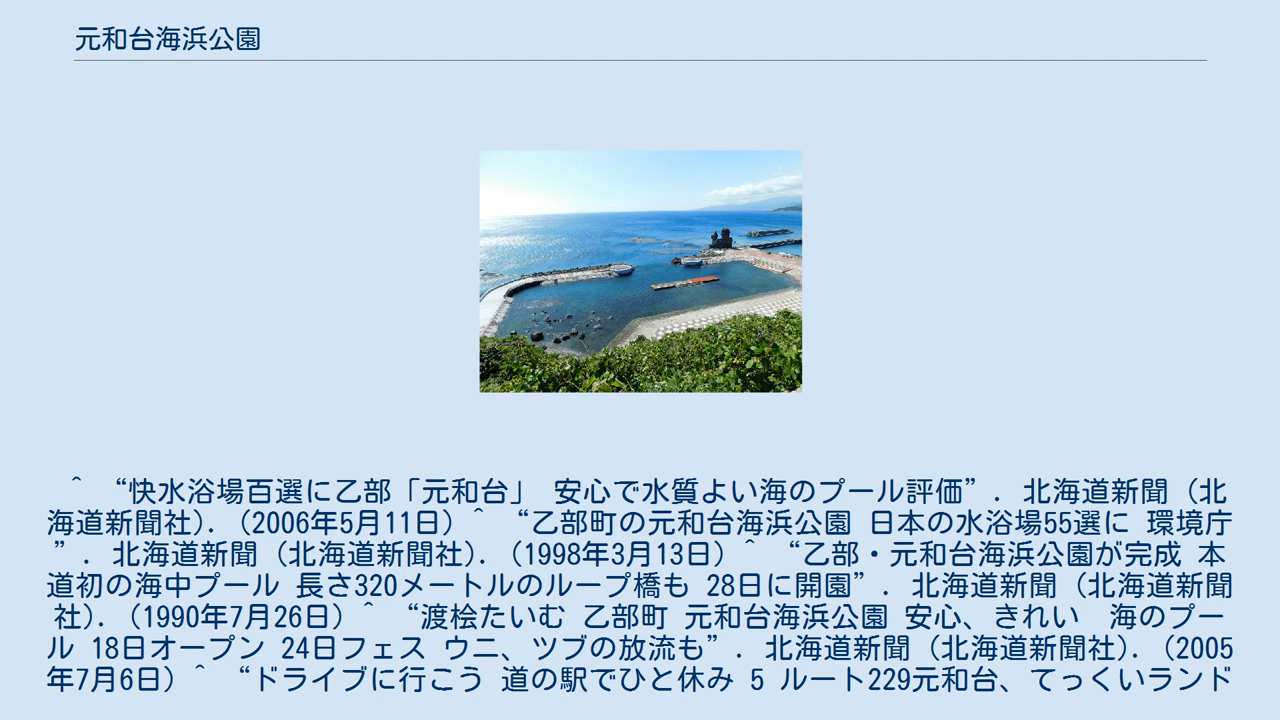 元和台海浜公園
^ “快水浴場百選に乙部「元和台」 安心で水質よい海のプール評価”. 北海道新聞 (北
海道新聞社). (2006年5月11日) ^ “乙部町の元和台海浜公園 日本の水浴場55選に 環境庁
”. 北海道新聞 (北海道新聞社). (1998年3月13日) ^ “乙部・元和台海浜公園が完成 本
道初の海中プール 長さ320メートルのループ橋も 28日に開園”. 北海道新聞 (北海道新聞
社). (1990年7月26日) ^ “渡桧たいむ 乙部町 元和台海浜公園 安心、きれい　海のプー
ル 18日オープン 24日フェス ウニ、ツブの放流も”. 北海道新聞 (北海道新聞社). (2005
年7月6日) ^ “ドライブに行こう 道の駅でひと休み 5 ルート229元和台、てっくいランド